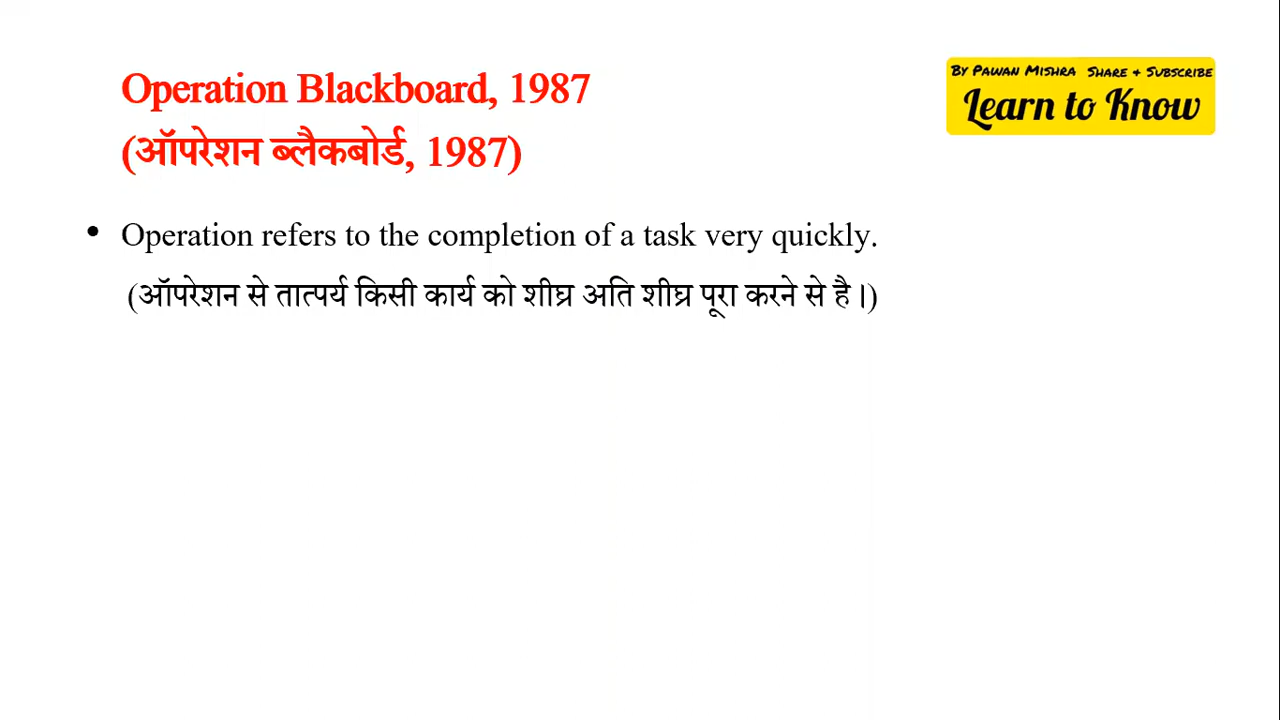 Operation Blackboard, 1987
(ऑपरेशन ब्लैकबोर्ड, 1987)
By Pawan Mishra Share & Subscribe
Learn to Know
• Operation refers to the completion of a task very quickly.
(ऑपरेशन से तात्पर्य किसी कार्य को शीघ्र अति शीघ्र पूरा करने से है।)